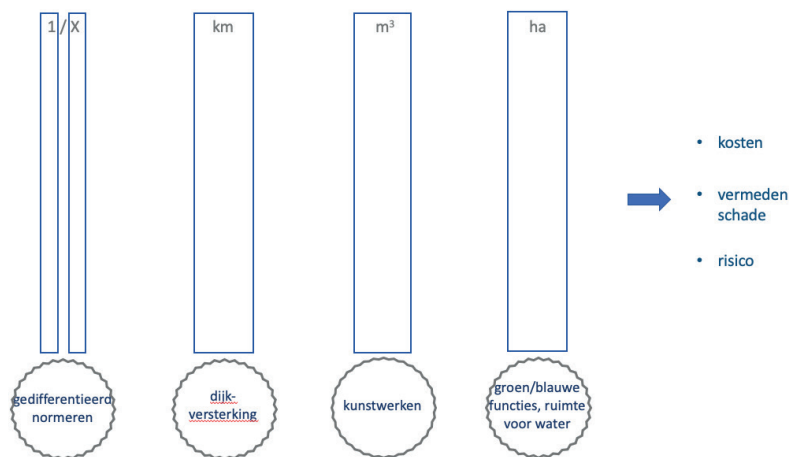 1 / X
km
m³
ha
• kosten
• vermeden
schade
• risico
gedifferentieerd
normeren
dijk-
versterking
kunstwerken
groen/blauwe
functies, ruimte
voor water